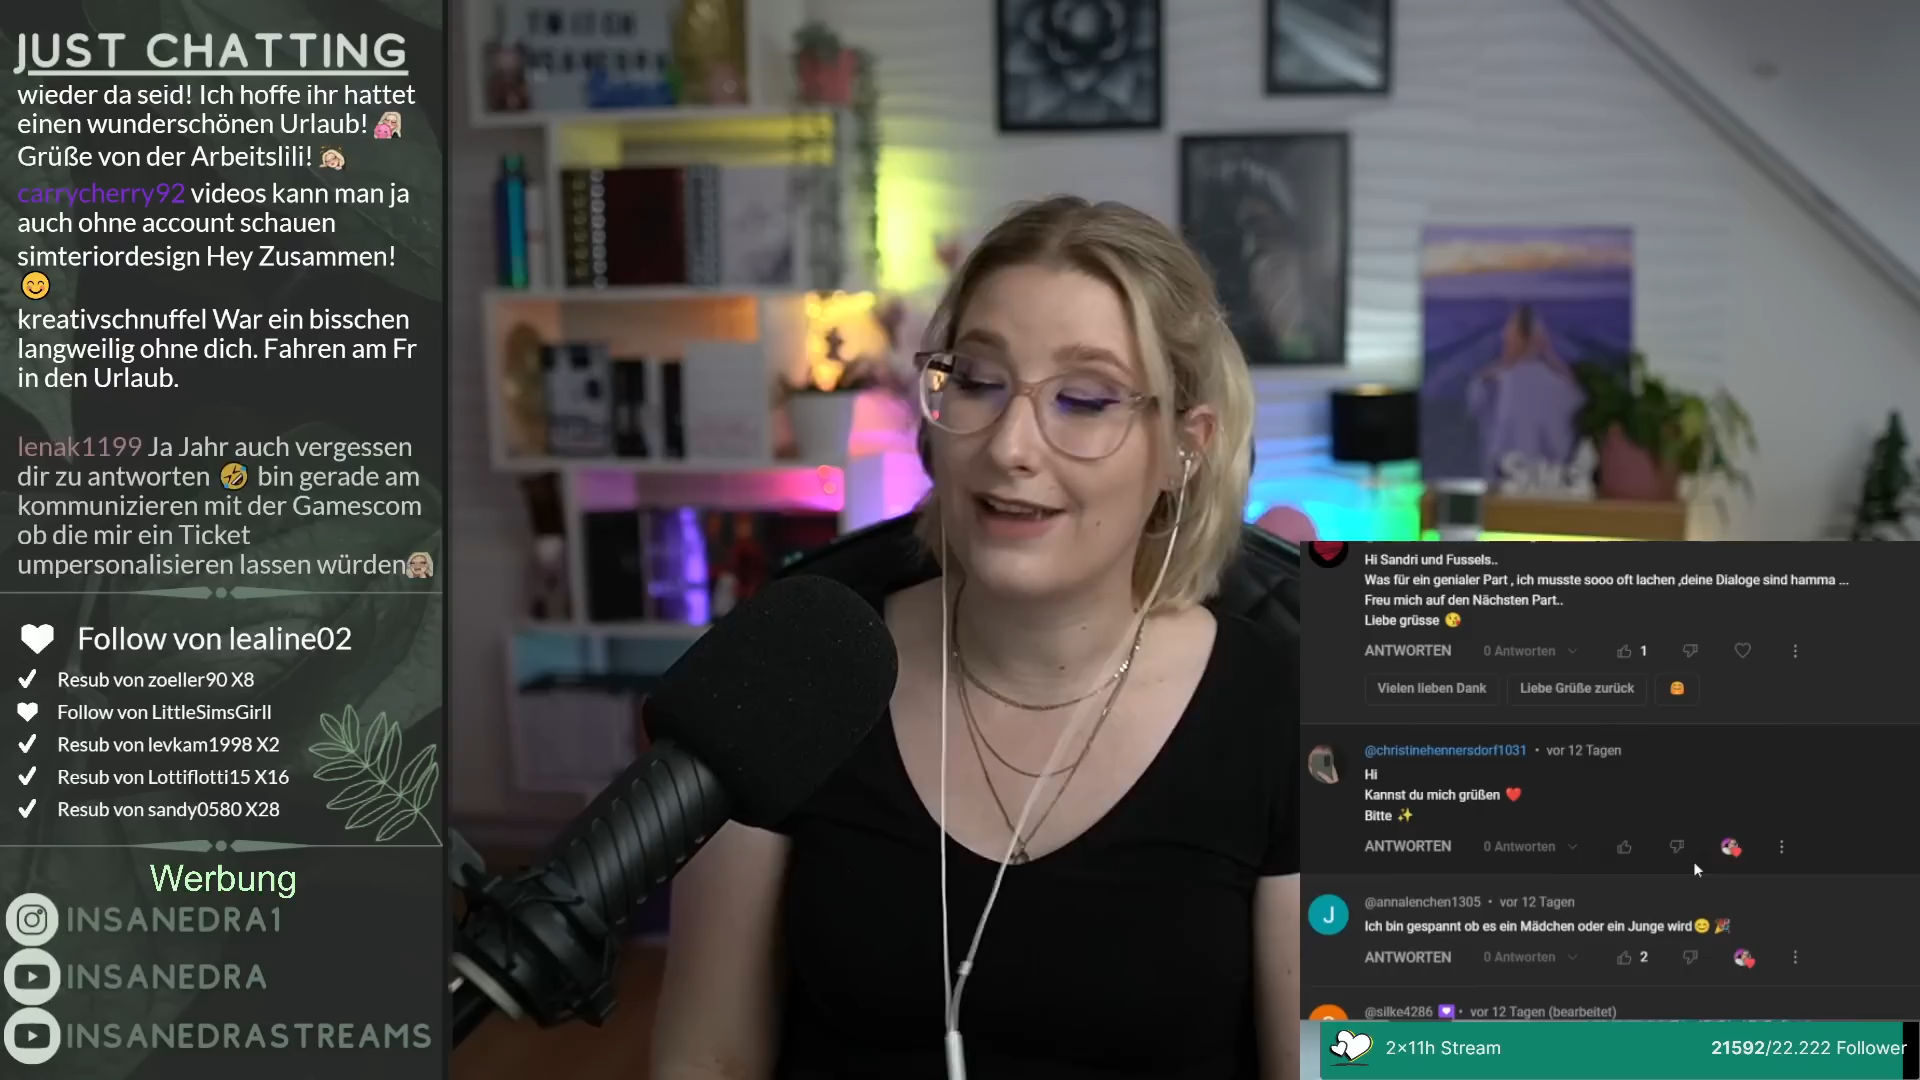 JUST CHATTING
wieder da seid! Ich hoffe ihr hattet
einen wunderschönen Urlaub!
Grüße von der Arbeitslili!
carrycherry92 videos kann man ja
auch ohne account schauen
simteriordesign Hey Zusammen!
😊
kreativschnuffel War ein bisschen
langweilig ohne dich. Fahren am Fr
in den Urlaub.
lenak1199 Ja Jahr auch vergessen
dir zu antworten 🤣 bin gerade am
kommunizieren mit der Gamescom
ob die mir ein Ticket
umpersonalisieren lassen würden
Follow von lealine02
Resub von zoeller90 X8
Follow von LittleSimsGirll
Resub von levkam1998 X2
Resub von Lottiflotti15 X16
Resub von sandy0580 X28
Werbung
INSANEDRA1
INSANEDRA
INSANEDRASTREAMS
Hi Sandri und Fussels..
Was für ein genialer Part , ich musste sooo oft lachen ,deine Dialoge sind hamma ...
Freu mich auf den Nächsten Part..
Liebe grüsse 😘
ANTWORTEN 0 Antworten 1
Vielen lieben Dank Liebe Grüße zurück 🤗
@christinehennersdorf1031 • vor 12 Tagen
Hi
Kannst du mich grüßen ❤️
Bitte ✨
ANTWORTEN 0 Antworten
J
@annalenchen1305 • vor 12 Tagen
Ich bin gespannt ob es ein Mädchen oder ein Junge wird😊 🎉
ANTWORTEN 0 Antworten 2
@silke4286 • vor 12 Tagen (bearbeitet)
2x11h Stream 21592/22.222 Follower